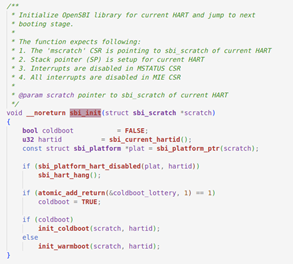 /**
 * Initialize OpenSBI library for current HART and jump to next
 * booting stage.
 *
 * The function expects following:
 * 1. The 'mscratch' CSR is pointing to sbi_scratch of current HART
 * 2. Stack pointer (SP) is setup for current HART
 * 3. Interrupts are disabled in MSTATUS CSR
 * 4. All interrupts are disabled in MIE CSR
 *
 * @param scratch pointer to sbi_scratch of current HART
 */
void __noreturn sbi_init(struct sbi_scratch *scratch)
{
    bool coldboot = FALSE;
    u32 hartid = sbi_current_hartid();
    const struct sbi_platform *plat = sbi_platform_ptr(scratch);

    if (sbi_platform_hart_disabled(plat, hartid))
        sbi_hart_hang();

    if (atomic_add_return(&coldboot_lottery, 1) == 1)
        coldboot = TRUE;

    if (coldboot)
        init_coldboot(scratch, hartid);
    else
        init_warmboot(scratch, hartid);
}